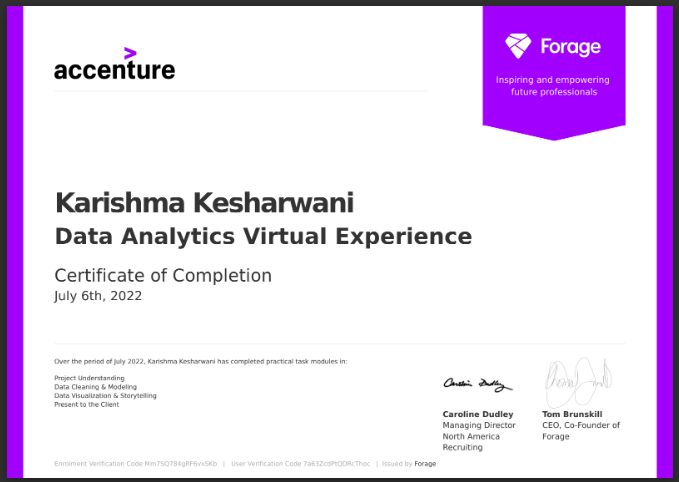 accenture
Forage
Inspiring and empowering
future professionals
Karishma Kesharwani
Data Analytics Virtual Experience
Certificate of Completion
July 6th, 2022
Over the period of July 2022, Karishma Kesharwani has completed practical task modules in:
Project Understanding
Data Cleaning & Modeling
Data Visualization & Storytelling
Present to the Client
Caroline Dudley
Managing Director
North America
Recruiting
Tom Brunskill
CEO, Co-Founder of
Forage
Enrolment Verification Code | User Verification Code | Issued by Forage